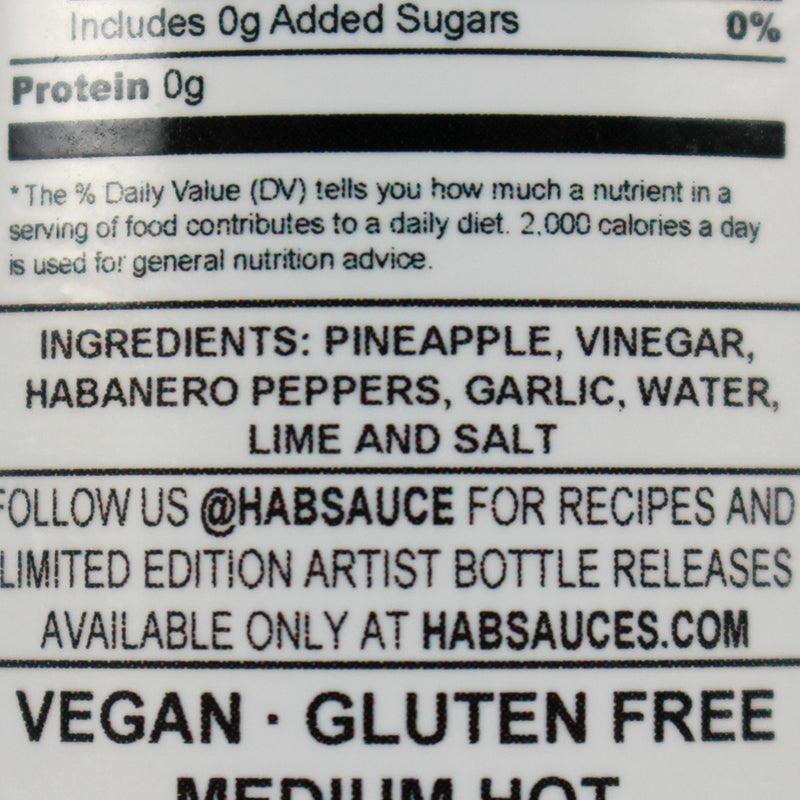 Includes 0g Added Sugars 0%
Protein 0g
* The % Daily Value (DV) tells you how much a nutrient in a
serving of food contributes to a daily diet. 2,000 calories a day
is used for general nutrition advice.
INGREDIENTS: PINEAPPLE, VINEGAR,
HABANERO PEPPERS, GARLIC, WATER,
LIME AND SALT
FOLLOW US @HABSAUCE FOR RECIPES AND
LIMITED EDITION ARTIST BOTTLE RELEASES
AVAILABLE ONLY AT HABSAUCES.COM
VEGAN · GLUTEN FREE
MEDIUM HOT